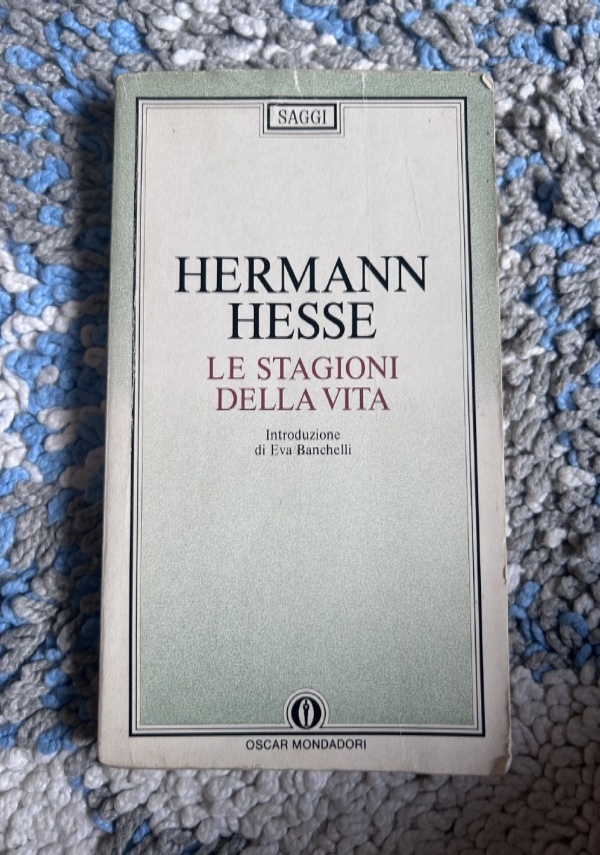 SAGGI
HERMANN
HESSE
LE STAGIONI
DELLA VITA
Introduzione
di Eva Banchelli
OSCAR MONDADORI